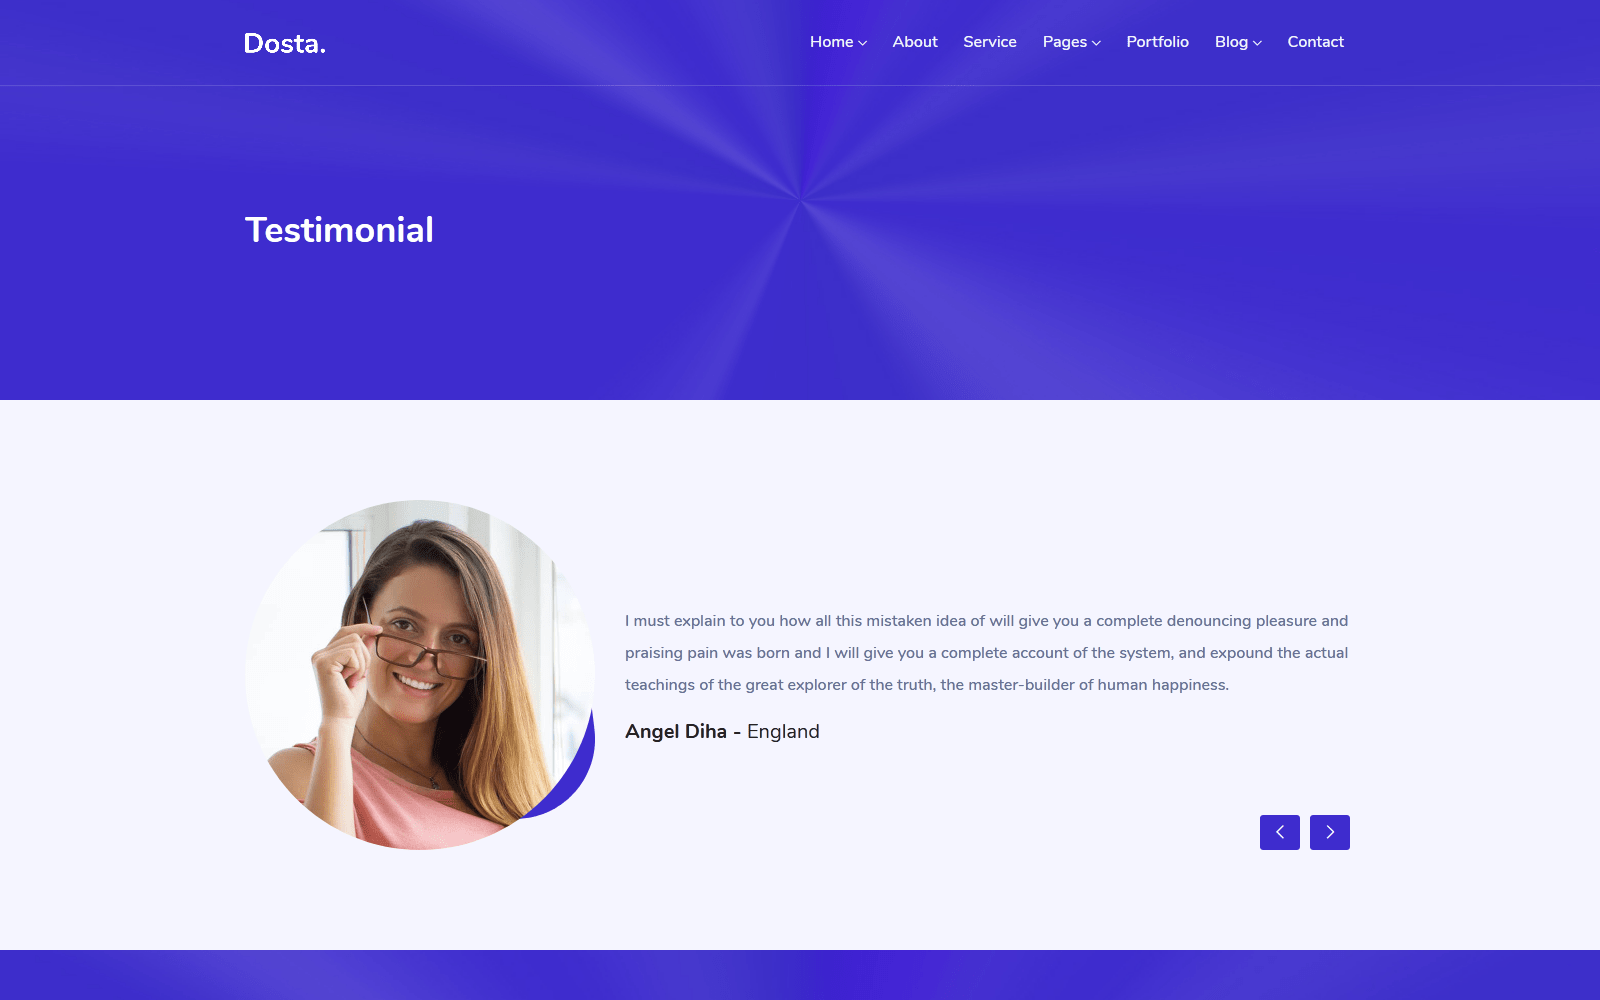 Dosta.
Home About Service Pages Portfolio Blog Contact
Testimonial
I must explain to you how all this mistaken idea of will give you a complete denouncing pleasure and
praising pain was born and I will give you a complete account of the system, and expound the actual
teachings of the great explorer of the truth, the master-builder of human happiness.
Angel Diha - England